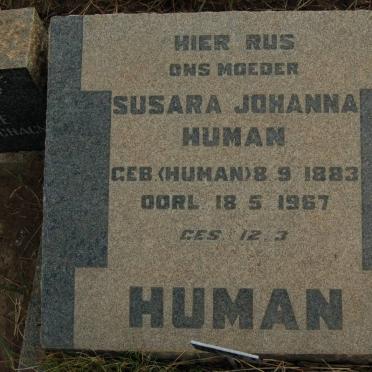 HIER RUS
ONS MOEDER
SUSARA JOHANNA
HUMAN
GEB.(HUMAN) 8.9 1883
OORL 18 5 1967
GES. 12.3
HUMAN